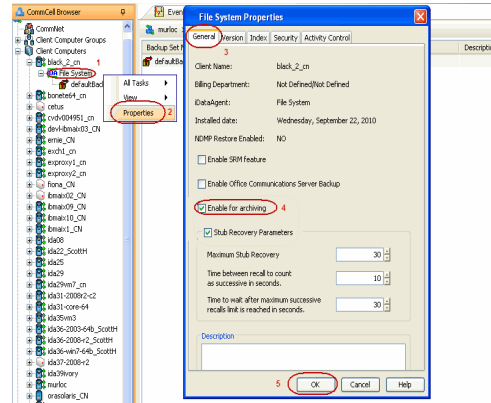 CommCell Browser
CommNet
Client Computer Groups
Client Computers
black_2_cn 1
File System
defaultBac
bonete64_cn
cetus
cvdv004951_cn
devl-ibmaix03_CN
ernie_CN
exch1_cn
exproxy1_cn
exproxy2_cn
fiona_CN
ibmaix02_CN
ibmaix09_CN
ibmaix10_CN
ibmaix1_CN
ida08
ida22_ScottH
ida25
ida29
ida29vm7_cn
ida31-2008r2-c2
ida31-core-64
ida35vm3
ida36-2003-64b_ScottH
ida36-2008-r2_ScottH
ida36-win7-64b_ScottH
ida37-2008-r2
ida39ivory
murloc
orasolaris_CN
All Tasks
View
Properties 2
Even
murloc
Backup Set N
defaultBa
Descripti
File System Properties
General Version Index Security Activity Control
3
Client Name: black_2_cn
Billing Department: Not Defined/Not Defined
iDataAgent: File System
Installed date: Wednesday, September 22, 2010
NDMP Restore Enabled: NO
Enable SRM feature
Enable Office Communications Server Backup
Enable for archiving 4
Stub Recovery Parameters
Maximum Stub Recovery 30
Time between recall to count
as successive in seconds. 10
Time to wait after maximum successive
recalls limit is reached in seconds. 30
Description
5 OK Cancel Help